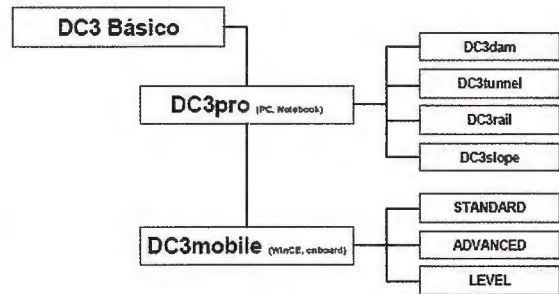 DC3 Básico
DC3pro (PC, Notebook)
DC3dam
DC3tunnel
DC3rail
DC3slope
DC3mobile (WinCE, onboard)
STANDARD
ADVANCED
LEVEL